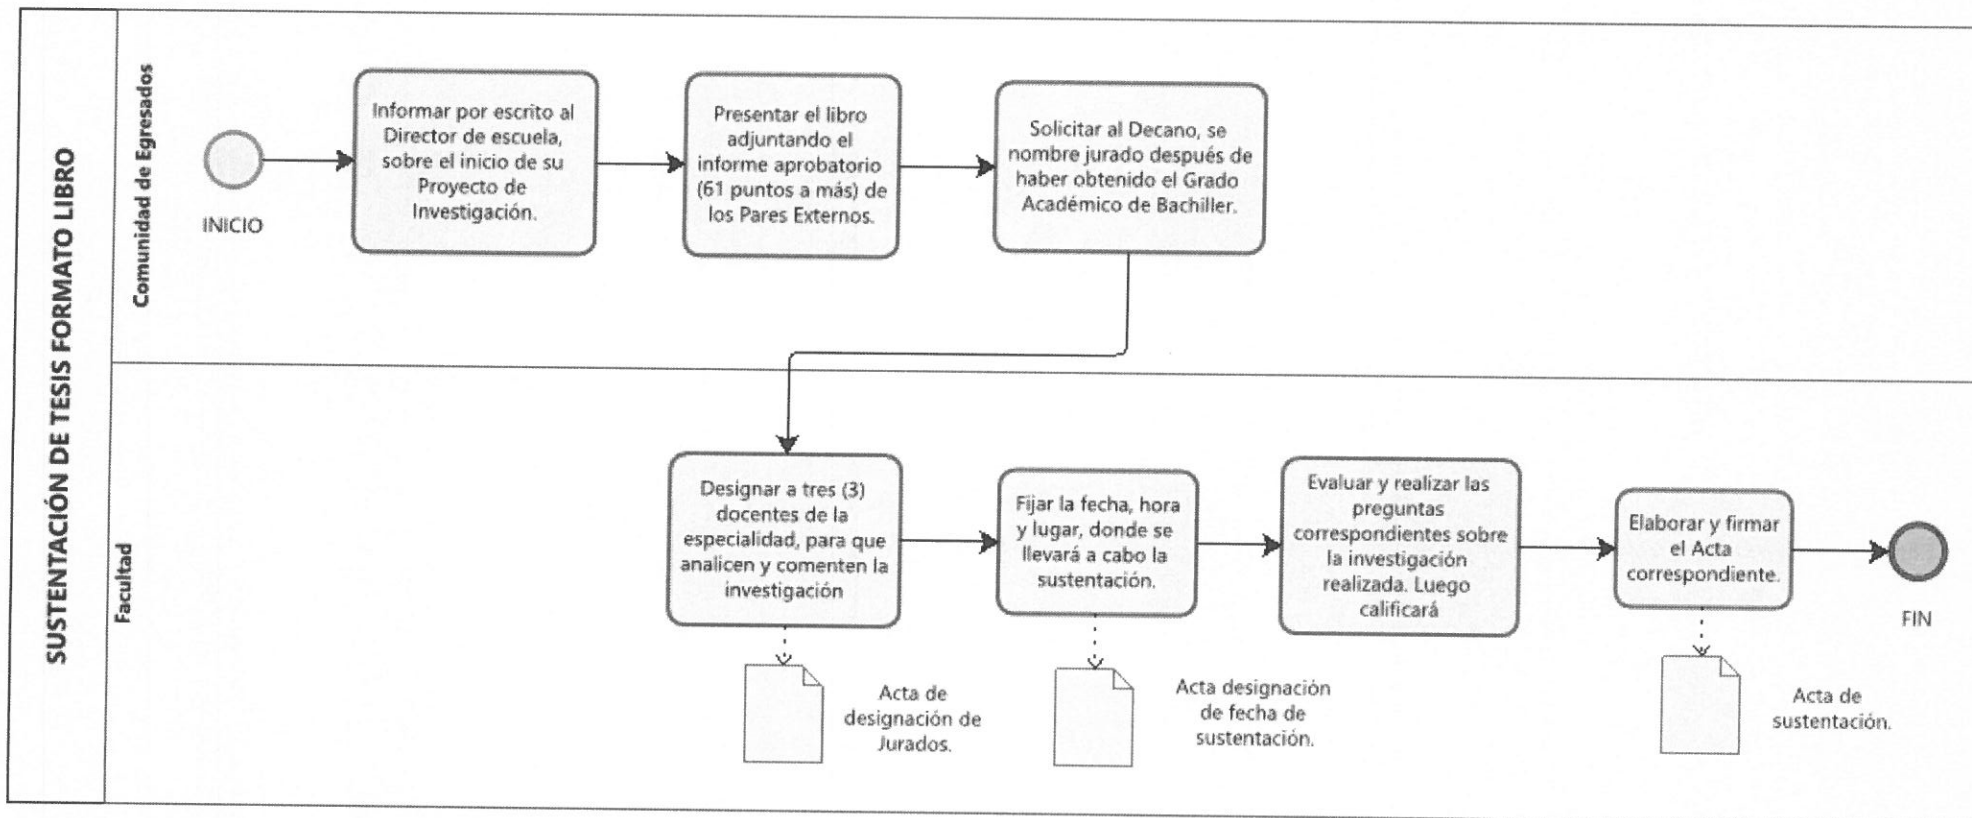 SUSTENTACIÓN DE TESIS FORMATO LIBRO
Comunidad de Egresados
INICIO
Informar por escrito al
Director de escuela,
sobre el inicio de su
Proyecto de
Investigación.
Presentar el libro
adjuntando el
informe aprobatorio
(61 puntos a más) de
los Pares Externos.
Solicitar al Decano, se
nombre jurado después de
haber obtenido el Grado
Académico de Bachiller.
Facultad
Designar a tres (3)
docentes de la
especialidad, para que
analicen y comenten la
investigación
Fijar la fecha, hora
y lugar, donde se
llevará a cabo la
sustentación.
Evaluar y realizar las
preguntas
correspondientes sobre
la investigación
realizada. Luego
calificará
Elaborar y firmar
el Acta
correspondiente.
FIN
Acta de
designación de
Jurados.
Acta designación
de fecha de
sustentación.
Acta de
sustentación.